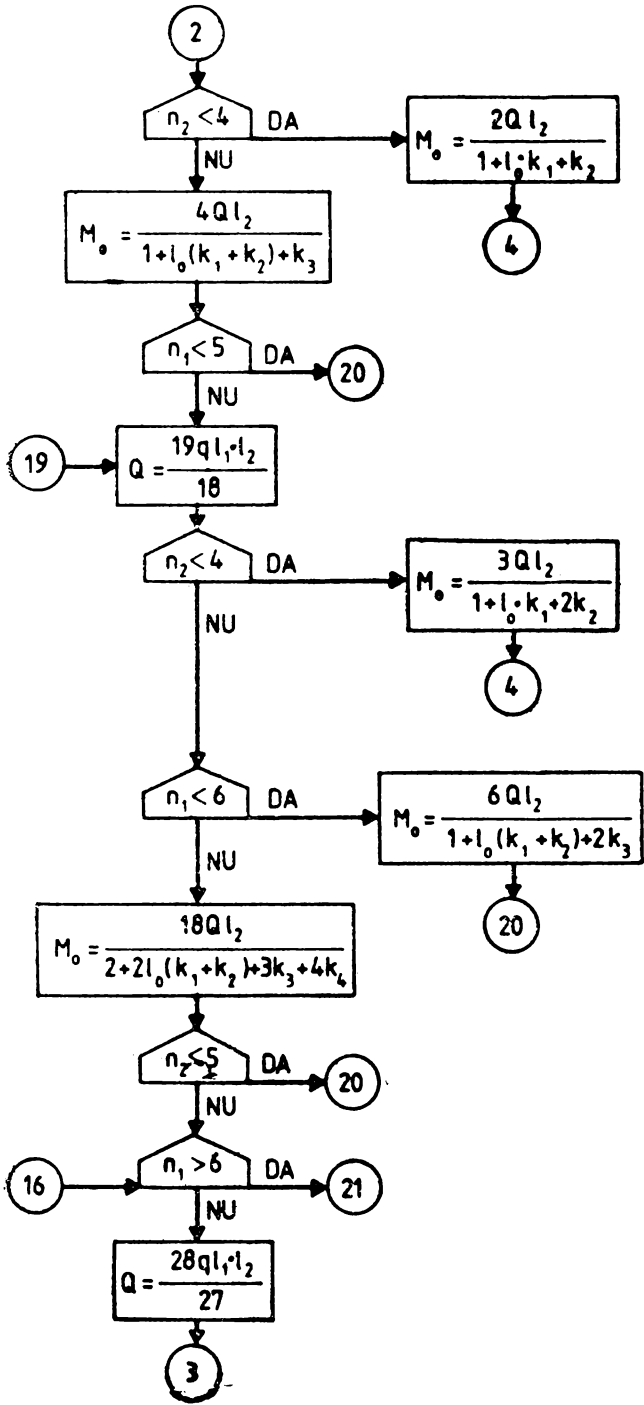 2
n₂ < 4 DA
NU
M₀ = 2Ql₂ / 1+l₀·k₁+k₂
4
M₀ = 4Ql₂ / 1+l₀(k₁+k₂)+k₃
n₁ < 5 DA
20
NU
19
Q = 19ql₁·l₂ / 18
n₂ < 4 DA
NU
M₀ = 3Ql₂ / 1+l₀·k₁+2k₂
4
n₁ < 6 DA
NU
M₀ = 6Ql₂ / 1+l₀(k₁+k₂)+2k₃
20
M₀ = 18Ql₂ / 2+2l₀(k₁+k₂)+3k₃+4k₄
n₂ < 5 DA
20
NU
16
n₁ > 6 DA
21
NU
Q = 28ql₁·l₂ / 27
3